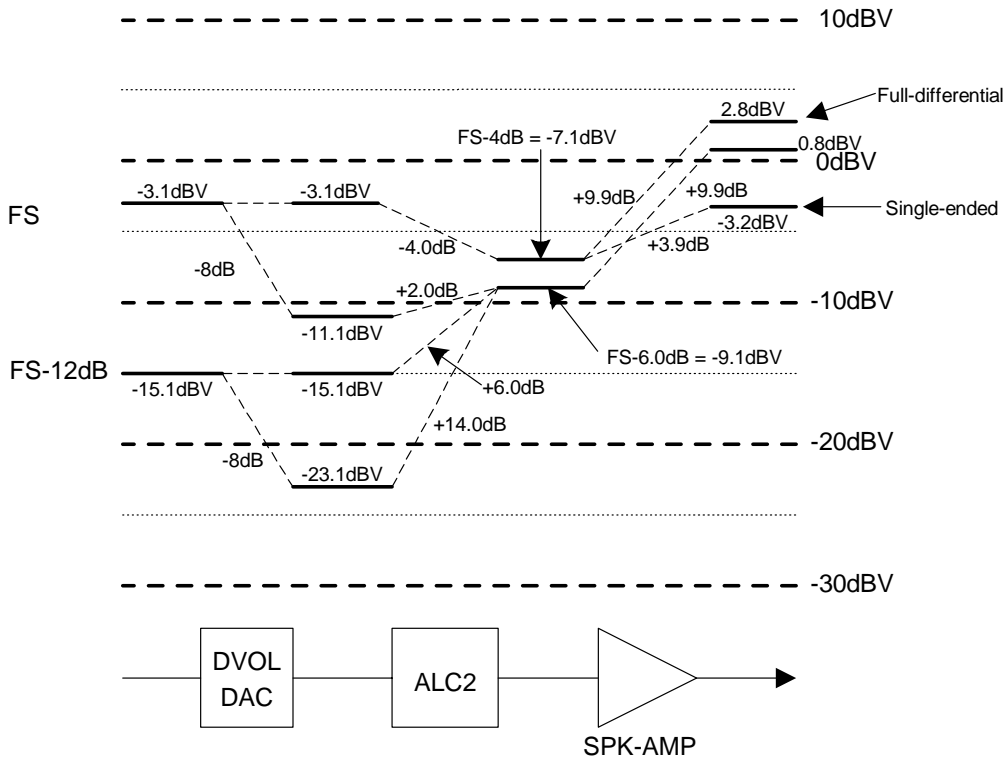 10dBV
Full-differential
2.8dBV
FS-4dB = -7.1dBV
0.8dBV
0dBV
-3.1dBV
-3.1dBV
+9.9dB
+9.9dB
FS
Single-ended
-3.2dBV
-4.0dB
+3.9dB
-8dB
+2.0dB
-10dBV
-11.1dBV
FS-6.0dB = -9.1dBV
FS-12dB
-15.1dBV
-15.1dBV
+6.0dB
+14.0dB
-20dBV
-8dB
-23.1dBV
-30dBV
DVOL
DAC
ALC2
SPK-AMP